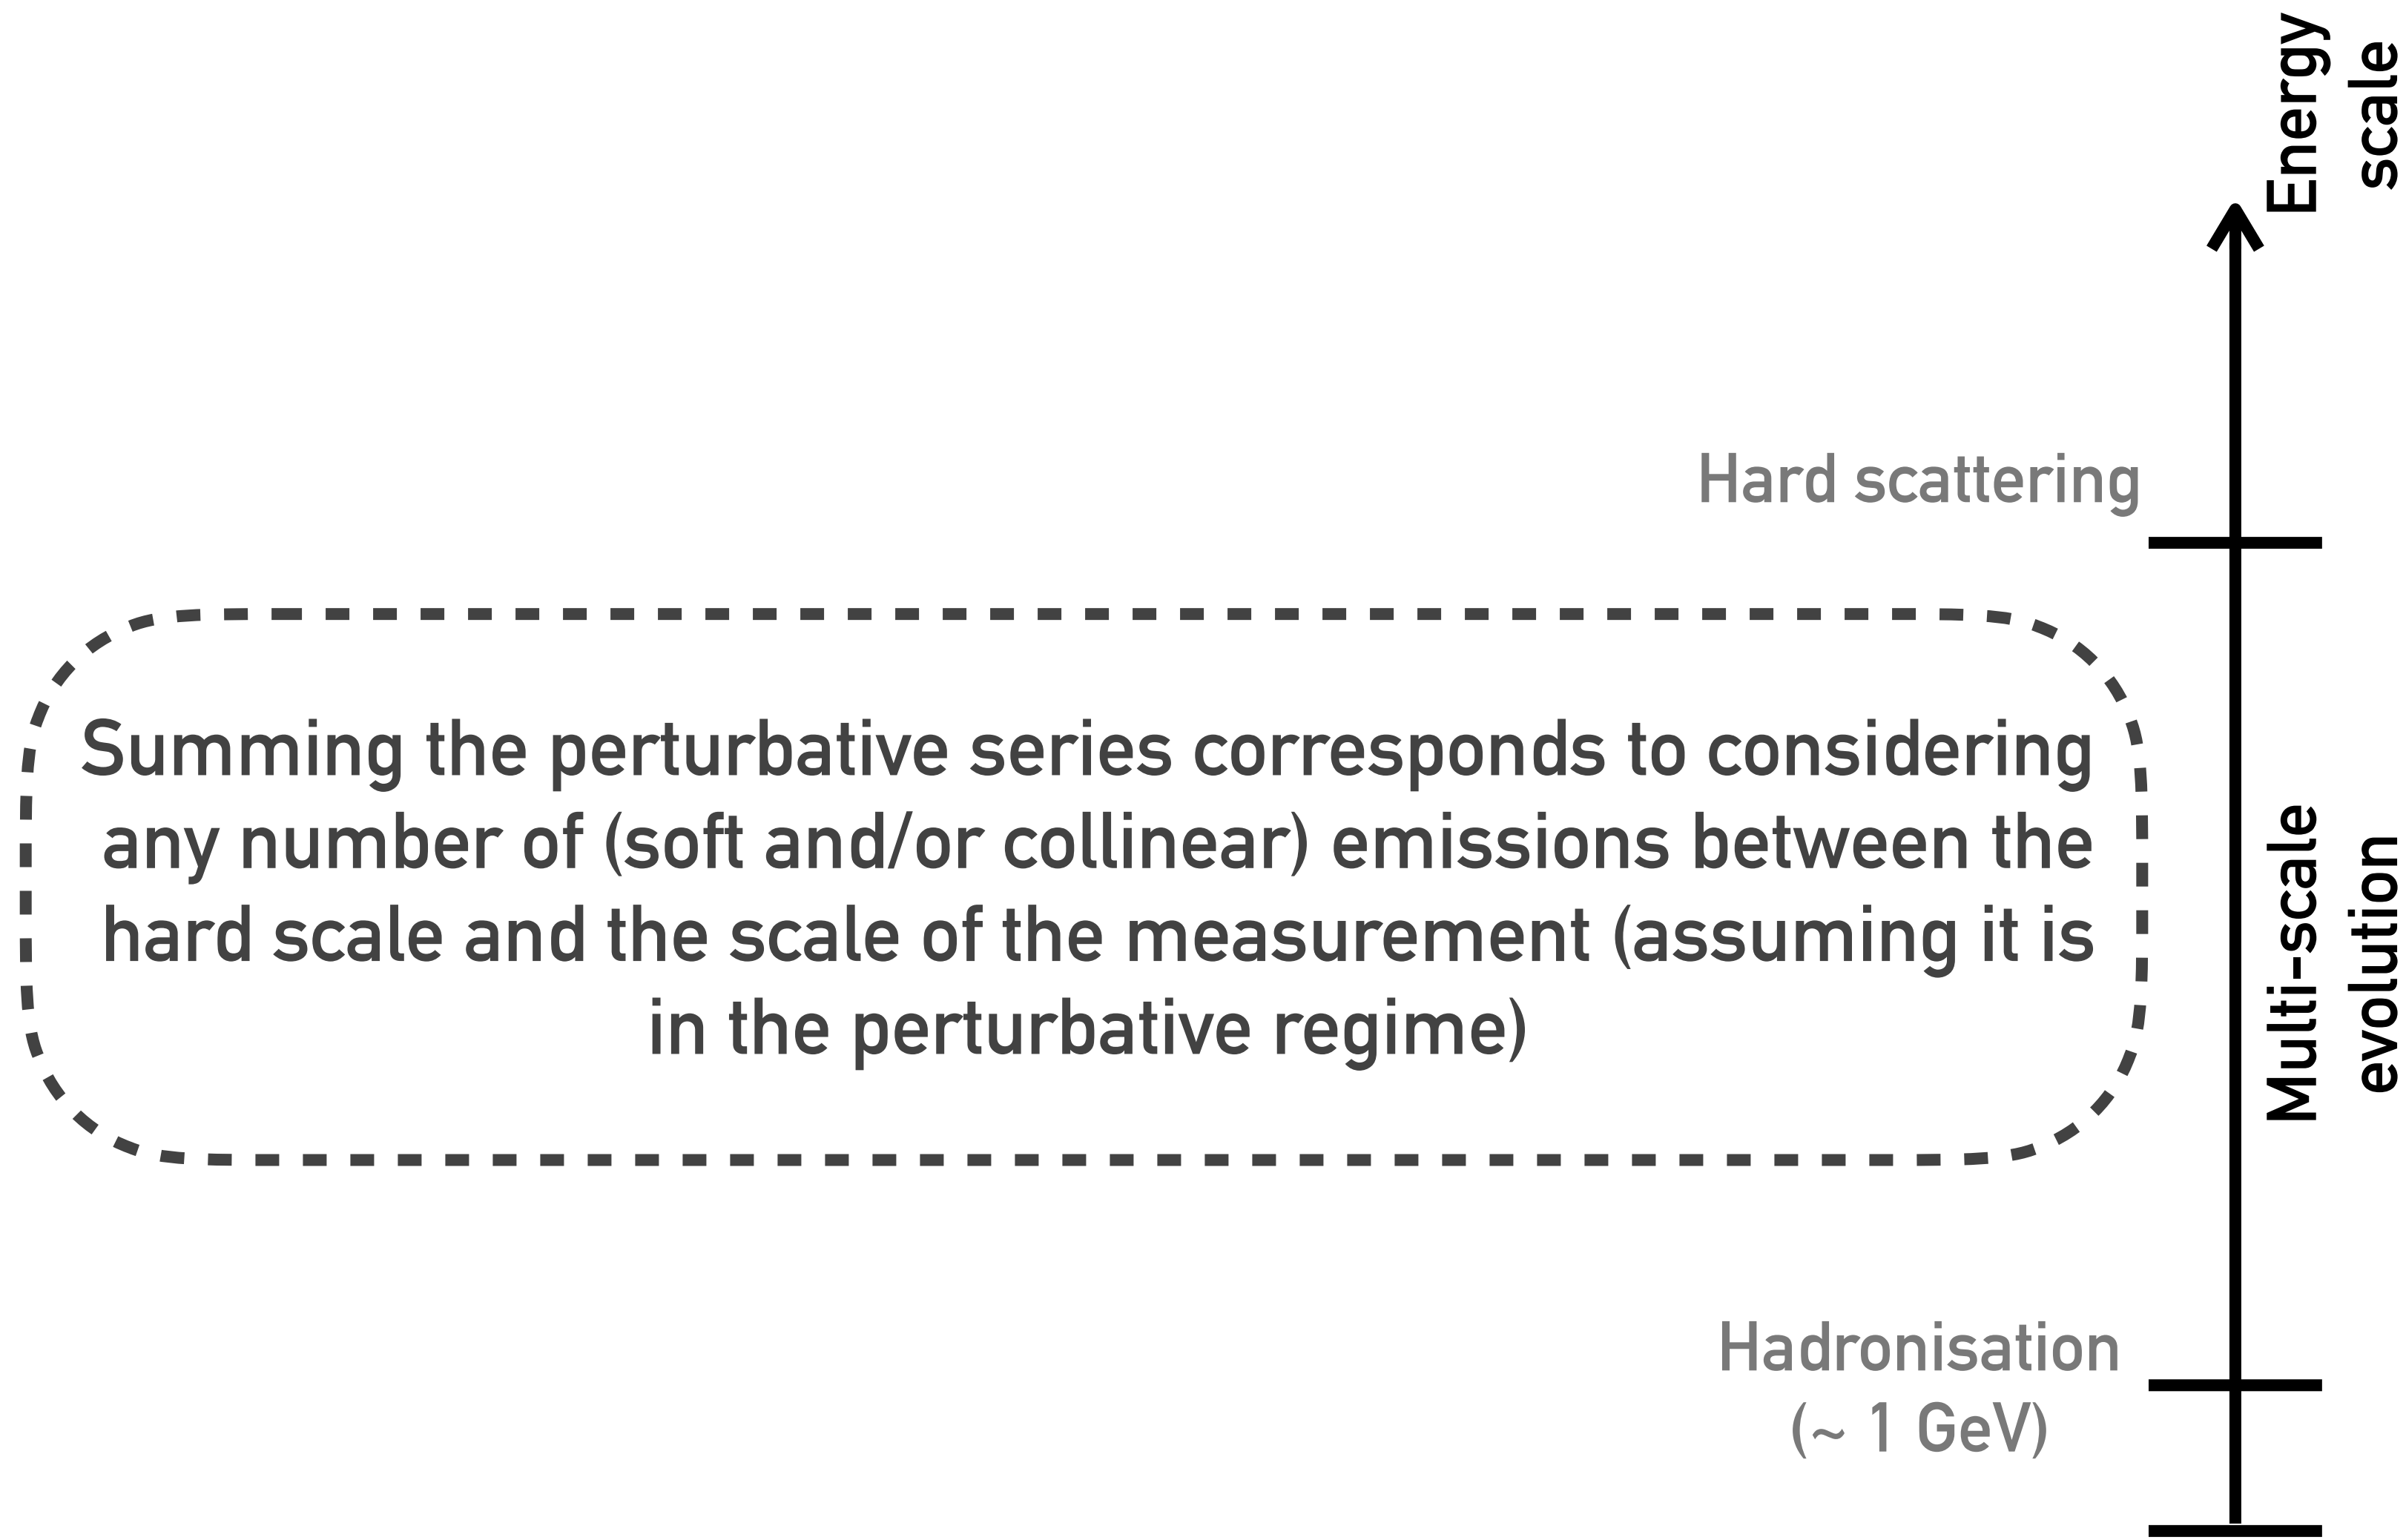 Energy
scale
Hard scattering
Summing the perturbative series corresponds to considering
any number of (soft and/or collinear) emissions between the
hard scale and the scale of the measurement (assuming it is
in the perturbative regime)
Multi-scale
evolution
Hadronisation
(~ 1 GeV)